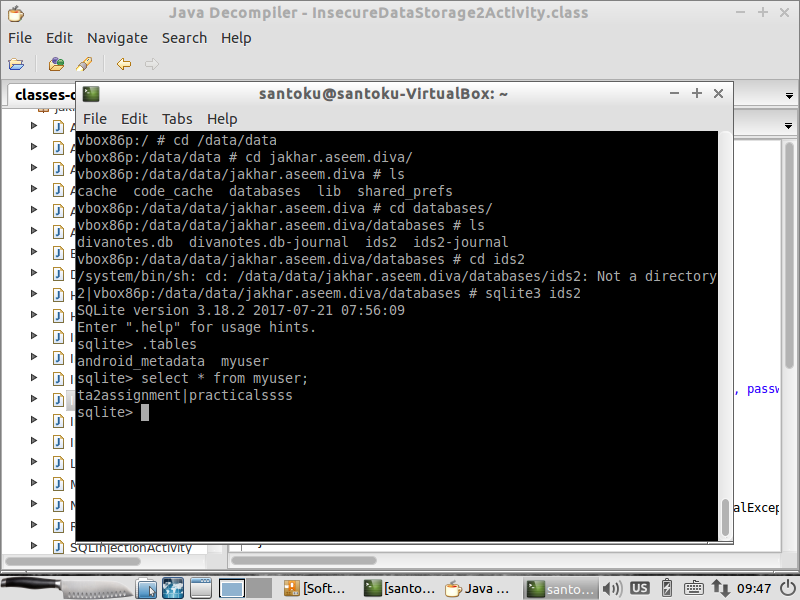 Java Decompiler - InsecureDataStorage2Activity.class
File Edit Navigate Search Help
classes-
santoku@santoku-VirtualBox: ~
File Edit Tabs Help
vbox86p:/ # cd /data/data
vbox86p:/data/data # cd jakhar.aseem.diva/
vbox86p:/data/data/jakhar.aseem.diva # ls
cache code_cache databases lib shared_prefs
vbox86p:/data/data/jakhar.aseem.diva # cd databases/
vbox86p:/data/data/jakhar.aseem.diva/databases # ls
divanotes.db divanotes.db-journal ids2 ids2-journal
vbox86p:/data/data/jakhar.aseem.diva/databases # cd ids2
/system/bin/sh: cd: /data/data/jakhar.aseem.diva/databases/ids2: Not a directory
2|vbox86p:/data/data/jakhar.aseem.diva/databases # sqlite3 ids2
SQLite version 3.18.2 2017-07-21 07:56:09
Enter ".help" for usage hints.
sqlite> .tables
android_metadata myuser
sqlite> select * from myuser;
ta2assignment|practicalssss
sqlite>
, passw
alExcep
SQLInjectionActivity
[Soft...
[santo...
Java ...
santo...
US
09:47